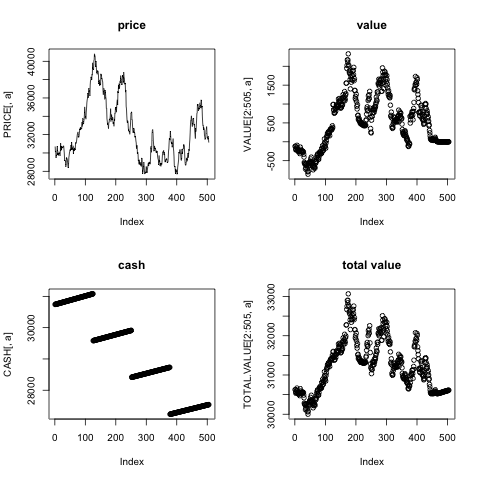 price
PRICE[, a]
28000 32000 36000 40000
0 100 200 300 400 500
Index
value
VALUE[2:505, a]
-500 500 1500
0 100 200 300 400 500
Index
cash
CASH[, a]
28000 30000
0 100 200 300 400 500
Index
total value
TOTAL.VALUE[2:505, a]
30000 31000 32000 33000
0 100 200 300 400 500
Index